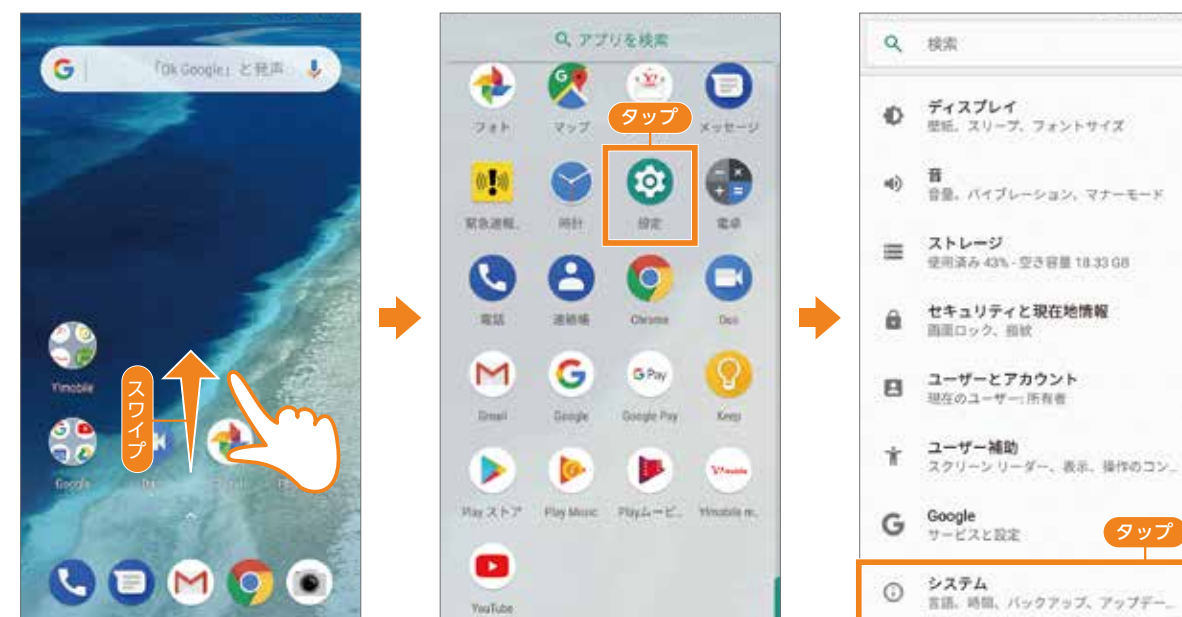 「Ok Google」と発声
Y!mobile
スワイプ
Google
アプリを検索
フォト
マップ
タップ
メッセージ
緊急速報..
時計
設定
電卓
電話
連絡帳
Chrome
Duo
Gmail
Google
Google Pay
Keep
Play ストア
Play Music
Playムービ..
Y!mobile m..
YouTube
検索
ディスプレイ
壁紙、スリープ、フォントサイズ
音
音量、バイブレーション、マナーモード
ストレージ
使用済み 43% - 空き容量 18.33 GB
セキュリティと現在地情報
画面ロック、指紋
ユーザーとアカウント
現在のユーザー: 所有者
ユーザー補助
スクリーン リーダー、表示、操作のコン..
Google
サービスと設定
タップ
システム
言語、時間、バックアップ、アップデー..